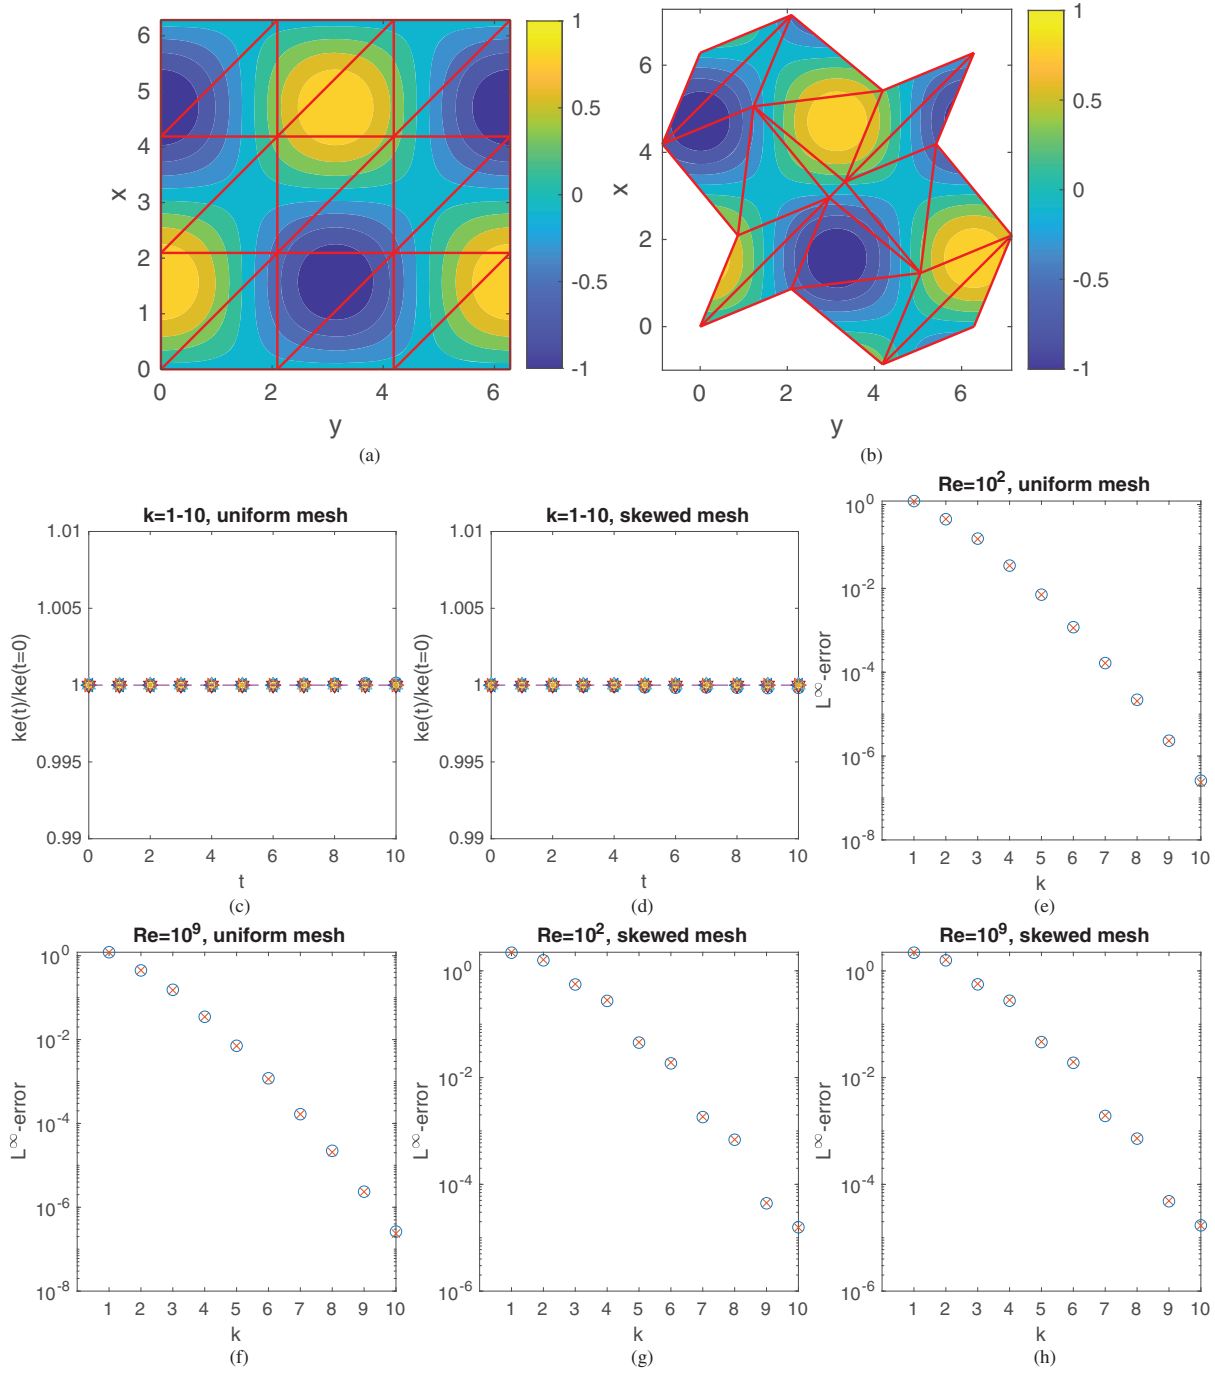 6
5
4
3
2
1
0
0 2 4 6
x
y
1
0.5
0
-0.5
-1
(a)
6
4
2
0
0 2 4 6
x
y
1
0.5
0
-0.5
-1
(b)
k=1-10, uniform mesh
1.01
1.005
1
0.995
0.99
0 2 4 6 8 10
ke(t)/ke(t=0)
t
(c)
k=1-10, skewed mesh
1.01
1.005
1
0.995
0.99
0 2 4 6 8 10
ke(t)/ke(t=0)
t
(d)
Re=10^2, uniform mesh
10^0
10^-2
10^-4
10^-6
10^-8
1 2 3 4 5 6 7 8 9 10
L^∞-error
k
(e)
Re=10^9, uniform mesh
10^0
10^-2
10^-4
10^-6
10^-8
1 2 3 4 5 6 7 8 9 10
L^∞-error
k
(f)
Re=10^2, skewed mesh
10^0
10^-2
10^-4
10^-6
1 2 3 4 5 6 7 8 9 10
L^∞-error
k
(g)
Re=10^9, skewed mesh
10^0
10^-2
10^-4
10^-6
1 2 3 4 5 6 7 8 9 10
L^∞-error
k
(h)